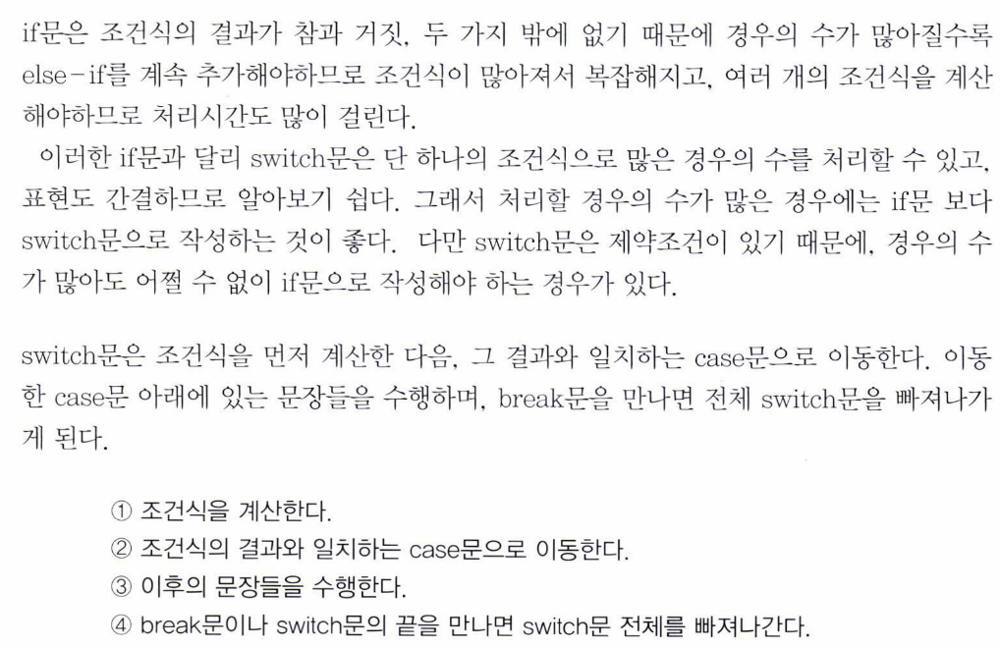 if문은 조건식의 결과가 참과 거짓, 두 가지 밖에 없기 때문에 경우의 수가 많아질수록
else-if를 계속 추가해야하므로 조건식이 많아져서 복잡해지고, 여러 개의 조건식을 계산
해야하므로 처리시간도 많이 걸린다.
이러한 if문과 달리 switch문은 단 하나의 조건식으로 많은 경우의 수를 처리할 수 있고,
표현도 간결하므로 알아보기 쉽다. 그래서 처리할 경우의 수가 많은 경우에는 if문 보다
switch문으로 작성하는 것이 좋다. 다만 switch문은 제약조건이 있기 때문에, 경우의 수
가 많아도 어쩔 수 없이 if문으로 작성해야 하는 경우가 있다.
switch문은 조건식을 먼저 계산한 다음, 그 결과와 일치하는 case문으로 이동한다. 이동
한 case문 아래에 있는 문장들을 수행하며, break문을 만나면 전체 switch문을 빠져나가
게 된다.
① 조건식을 계산한다.
② 조건식의 결과와 일치하는 case문으로 이동한다.
③ 이후의 문장들을 수행한다.
④ break문이나 switch문의 끝을 만나면 switch문 전체를 빠져나간다.